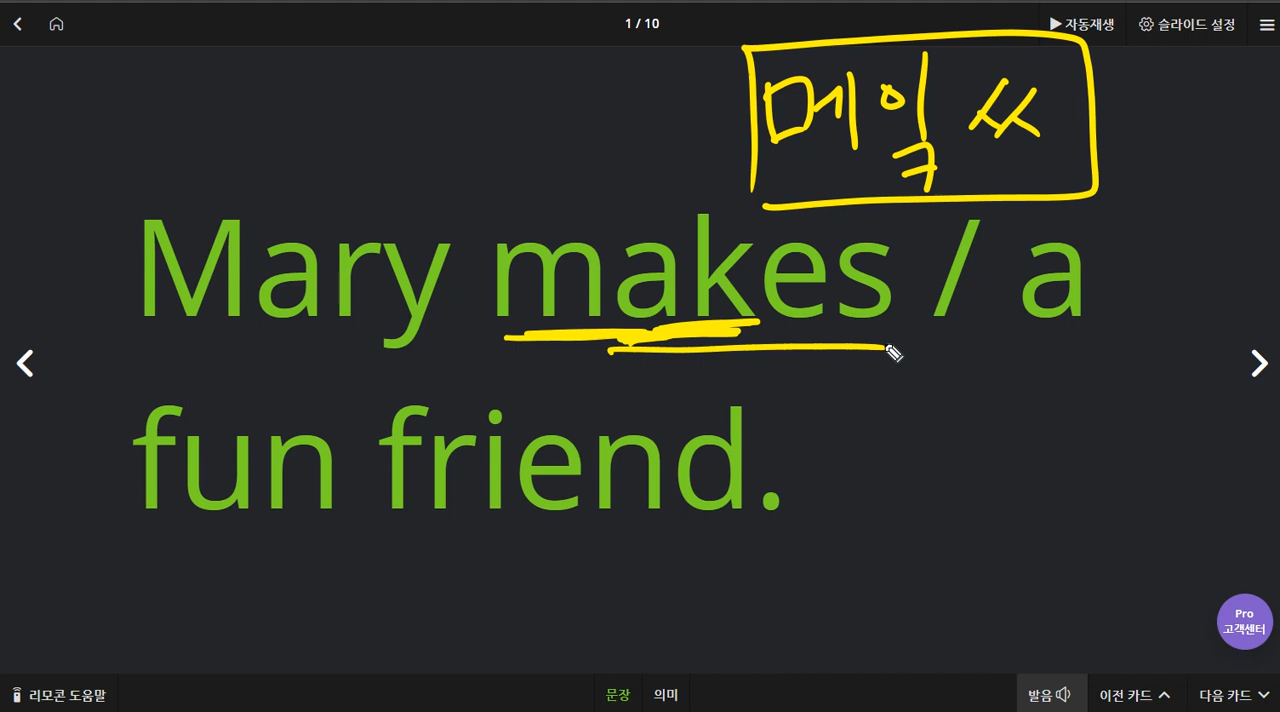 1 / 10
자동재생
슬라이드 설정
메잌ㅆ
Mary makes / a
fun friend.
Pro
고객센터
리모콘 도움말
문장
의미
발음
이전 카드
다음 카드